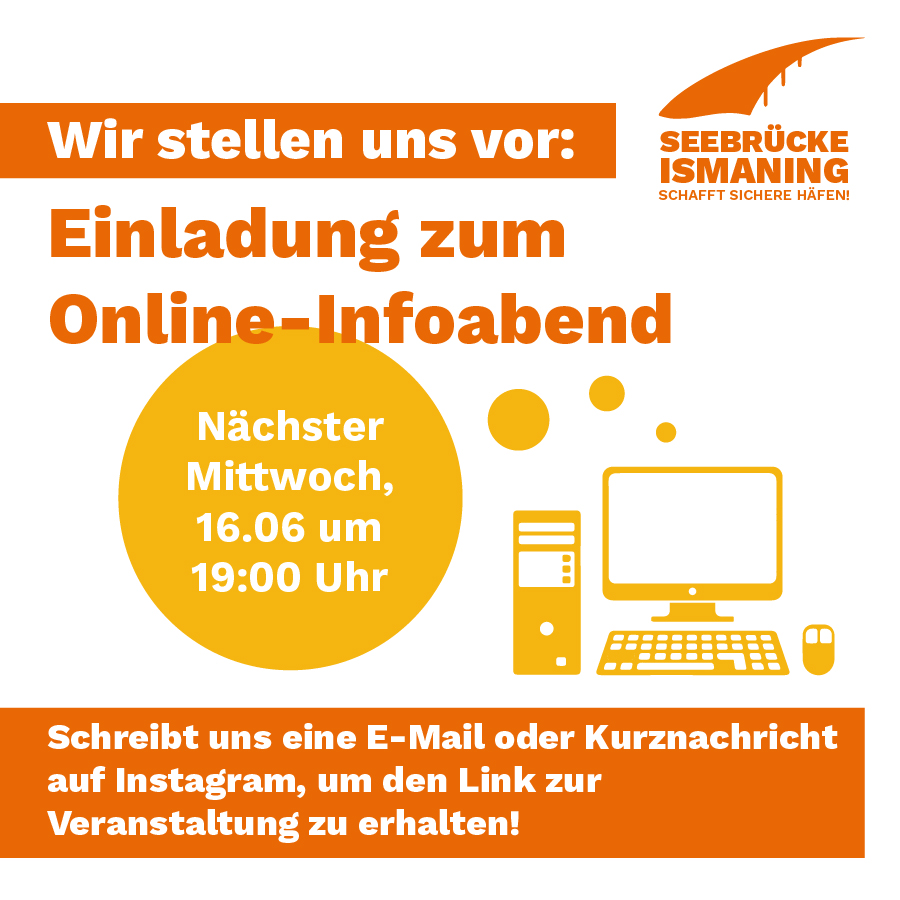 SEEBRÜCKE
ISMANING
SCHAFFT SICHERE HÄFEN!
Wir stellen uns vor:
Einladung zum
Online-Infoabend
Nächster
Mittwoch,
16.06 um
19:00 Uhr
Schreibt uns eine E-Mail oder Kurznachricht
auf Instagram, um den Link zur
Veranstaltung zu erhalten!